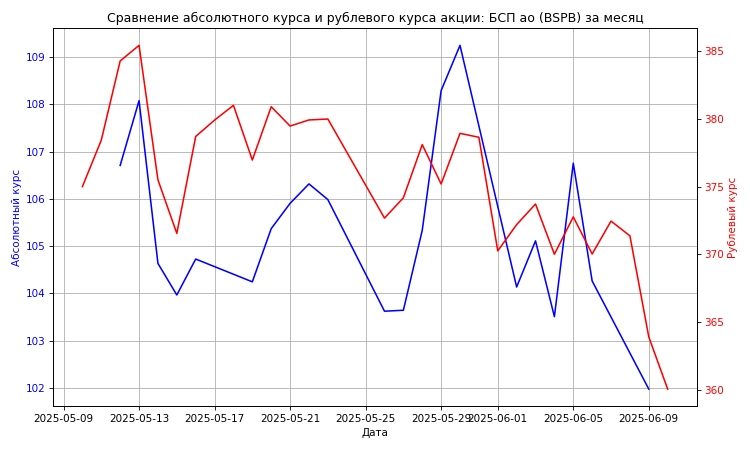 Сравнение абсолютного курса и рублевого курса акции: БСП ао (BSPB) за месяц
109
108
107
106
105
104
103
102
Абсолютный курс
385
380
375
370
365
360
Рублевый курс
2025-05-09 2025-05-13 2025-05-17 2025-05-21 2025-05-25 2025-05-29 2025-06-01 2025-06-05 2025-06-09
Дата